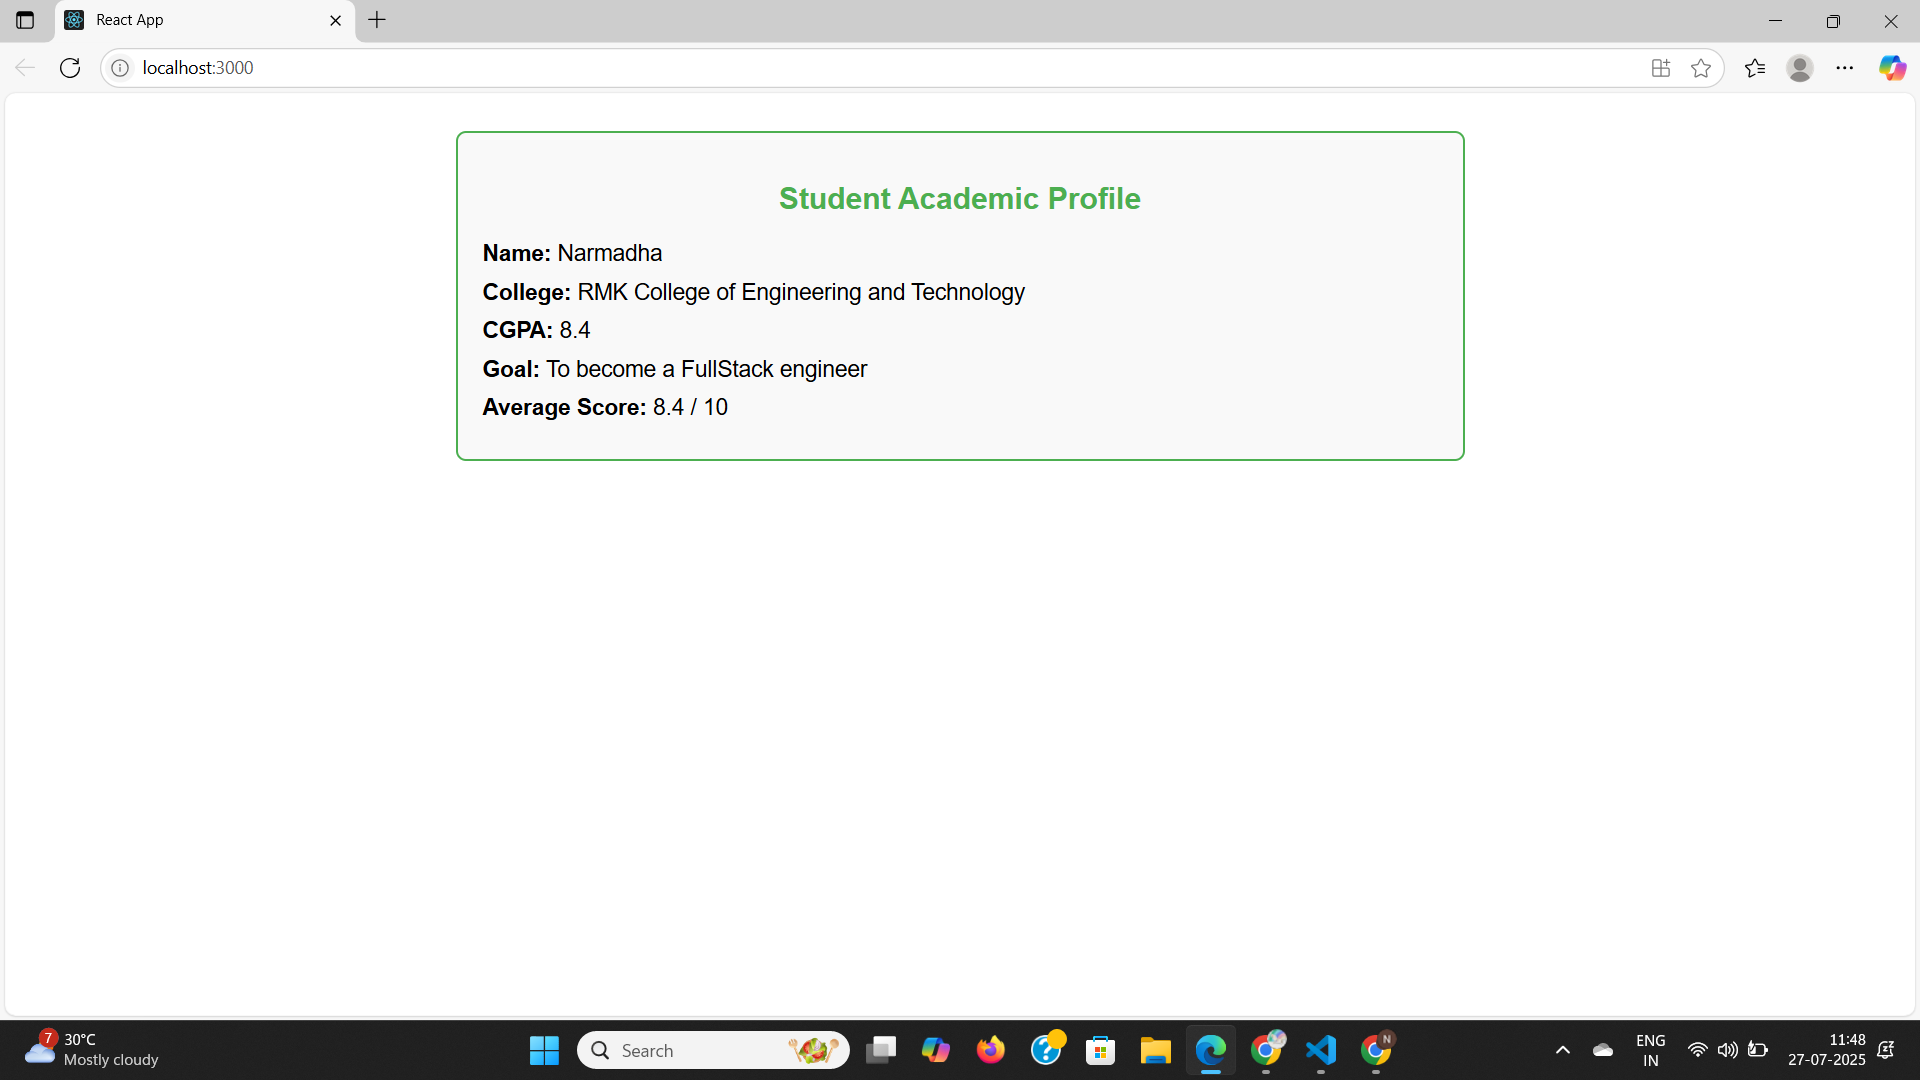 React App
localhost:3000
Student Academic Profile
Name: Narmadha
College: RMK College of Engineering and Technology
CGPA: 8.4
Goal: To become a FullStack engineer
Average Score: 8.4 / 10
7
30°C
Mostly cloudy
Search
N
ENG
IN
11:48
27-07-2025